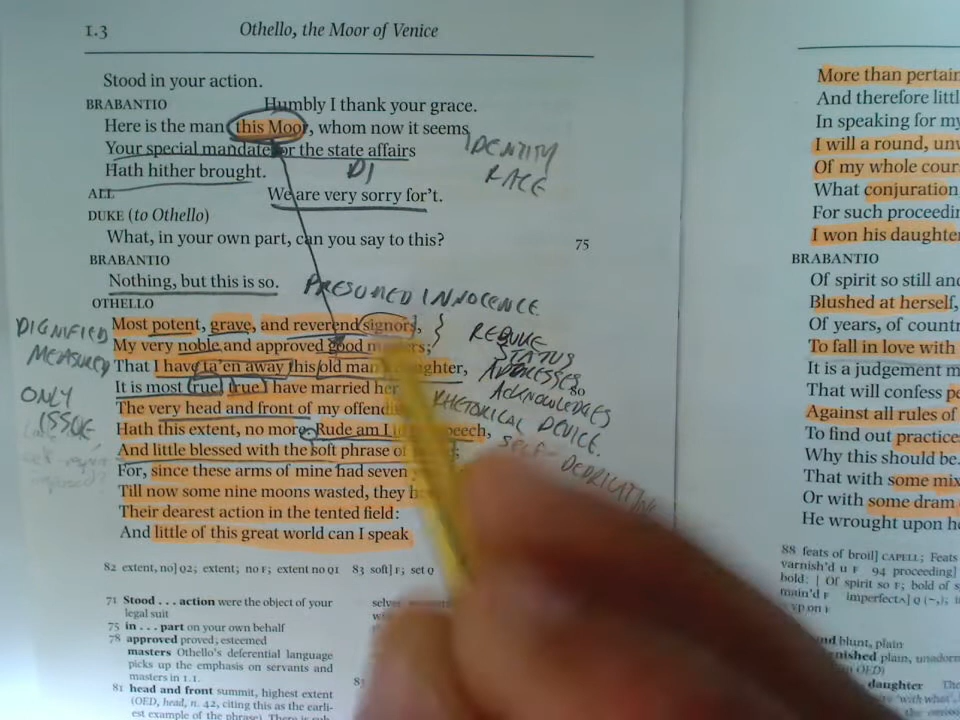 1.3
Othello, the Moor of Venice
Stood in your action.
BRABANTIO Humbly I thank your grace.
Here is the man, this Moor, whom now it seems
Your special mandate for the state affairs
Hath hither brought.
IDENTITY
RACE
ALL We are very sorry for't.
DUKE (to Othello)
What, in your own part, can you say to this? 75
BRABANTIO
Nothing, but this is so.
PRESUMED INNOCENCE
OTHELLO
Most potent, grave, and reverend signors,
My very noble and approved good
That I have ta'en away this old man's daughter,
It is most true; true I have married her
80
The very head and front of my offend
Hath this extent, no more. Rude am I speech,
And little blessed with the soft phrase of
For, since these arms of mine had seven
Till now some nine moons wasted, they
Their dearest action in the tented field:
And little of this great world can I speak
DIGNIFIED
MEASURED
ONLY
ISSUE
REBUKE
STATUS
ADDRESSES
ACKNOWLEDGES
RHETORICAL DEVICE.
SELF-
82 extent, no] Q2; extent; no F; extent no Q1 83 soft] F; set Q
71 Stood . . . action were the object of your
legal suit
75 in . . . part on your own behalf
78 approved proved; esteemed
masters Othello's deferential language
picks up the emphasis on servants and
masters in 1.1.
81 head and front summit, highest extent
(OED, head, n. 42, citing this as the earli-
est example of the phrase).
More than pertain
And therefore littl
In speaking for my
I will a round, unv
Of my whole cour
What conjuration
For such proceedi
I won his daughter
BRABANTIO
Of spirit so still and
Blushed at herself,
Of years, of countr
To fall in love with
It is a judgement m
That will confess pe
Against all rules of
To find out practice
Why this should be.
That with some mix
Or with some dram
He wrought upon h
88 feats of broil] CAPELL; Feats
varnish'd u F 94 proceeding]
bold: | Of spirit so F; bold of s
blunt, plain
plain, unadorn
daughter